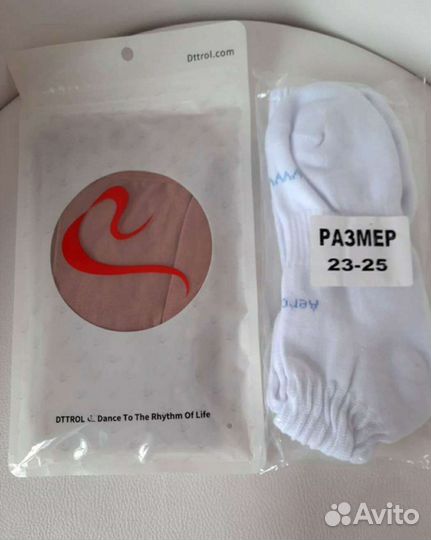 Dttrol.com
РАЗМЕР
23-25
DTTROL Dance To The Rhythm Of Life
Avito